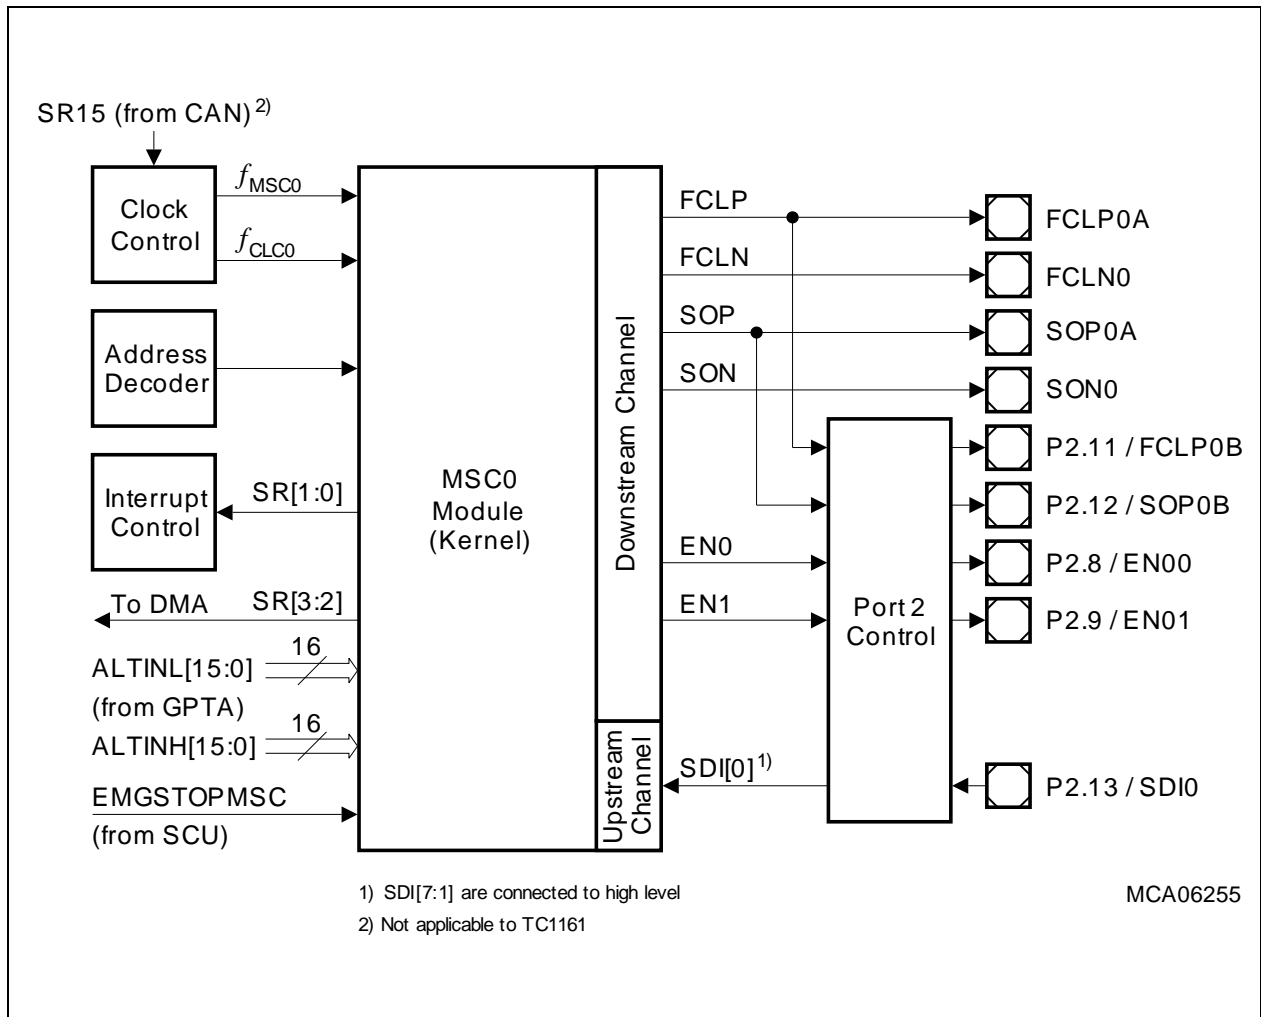 SR15 (from CAN) 2)
Clock
Control
fMSC0
fCLC0
Address
Decoder
Interrupt
Control
SR[1:0]
To DMA
SR[3:2]
16
ALTINL[15:0]
(from GPTA)
16
ALTINH[15:0]
EMGSTOPMSC
(from SCU)
MSC0
Module
(Kernel)
Downstream Channel
Upstream
Channel
FCLP
FCLN
SOP
SON
EN0
EN1
SDI[0] 1)
Port 2
Control
FCLP0A
FCLN0
SOP0A
SON0
P2.11 / FCLP0B
P2.12 / SOP0B
P2.8 / EN00
P2.9 / EN01
P2.13 / SDI0
1) SDI[7:1] are connected to high level
2) Not applicable to TC1161
MCA06255